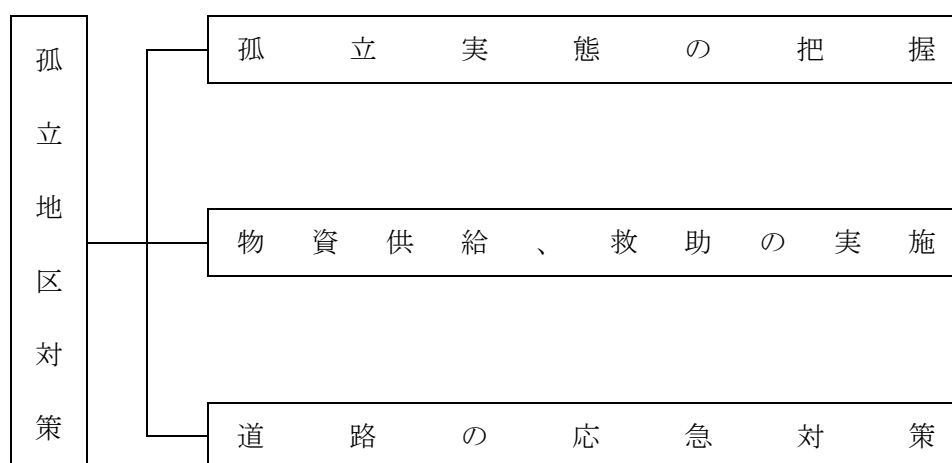 孤立地区対策
孤立実態の把握
物資供給、救助の実施
道路の応急対策